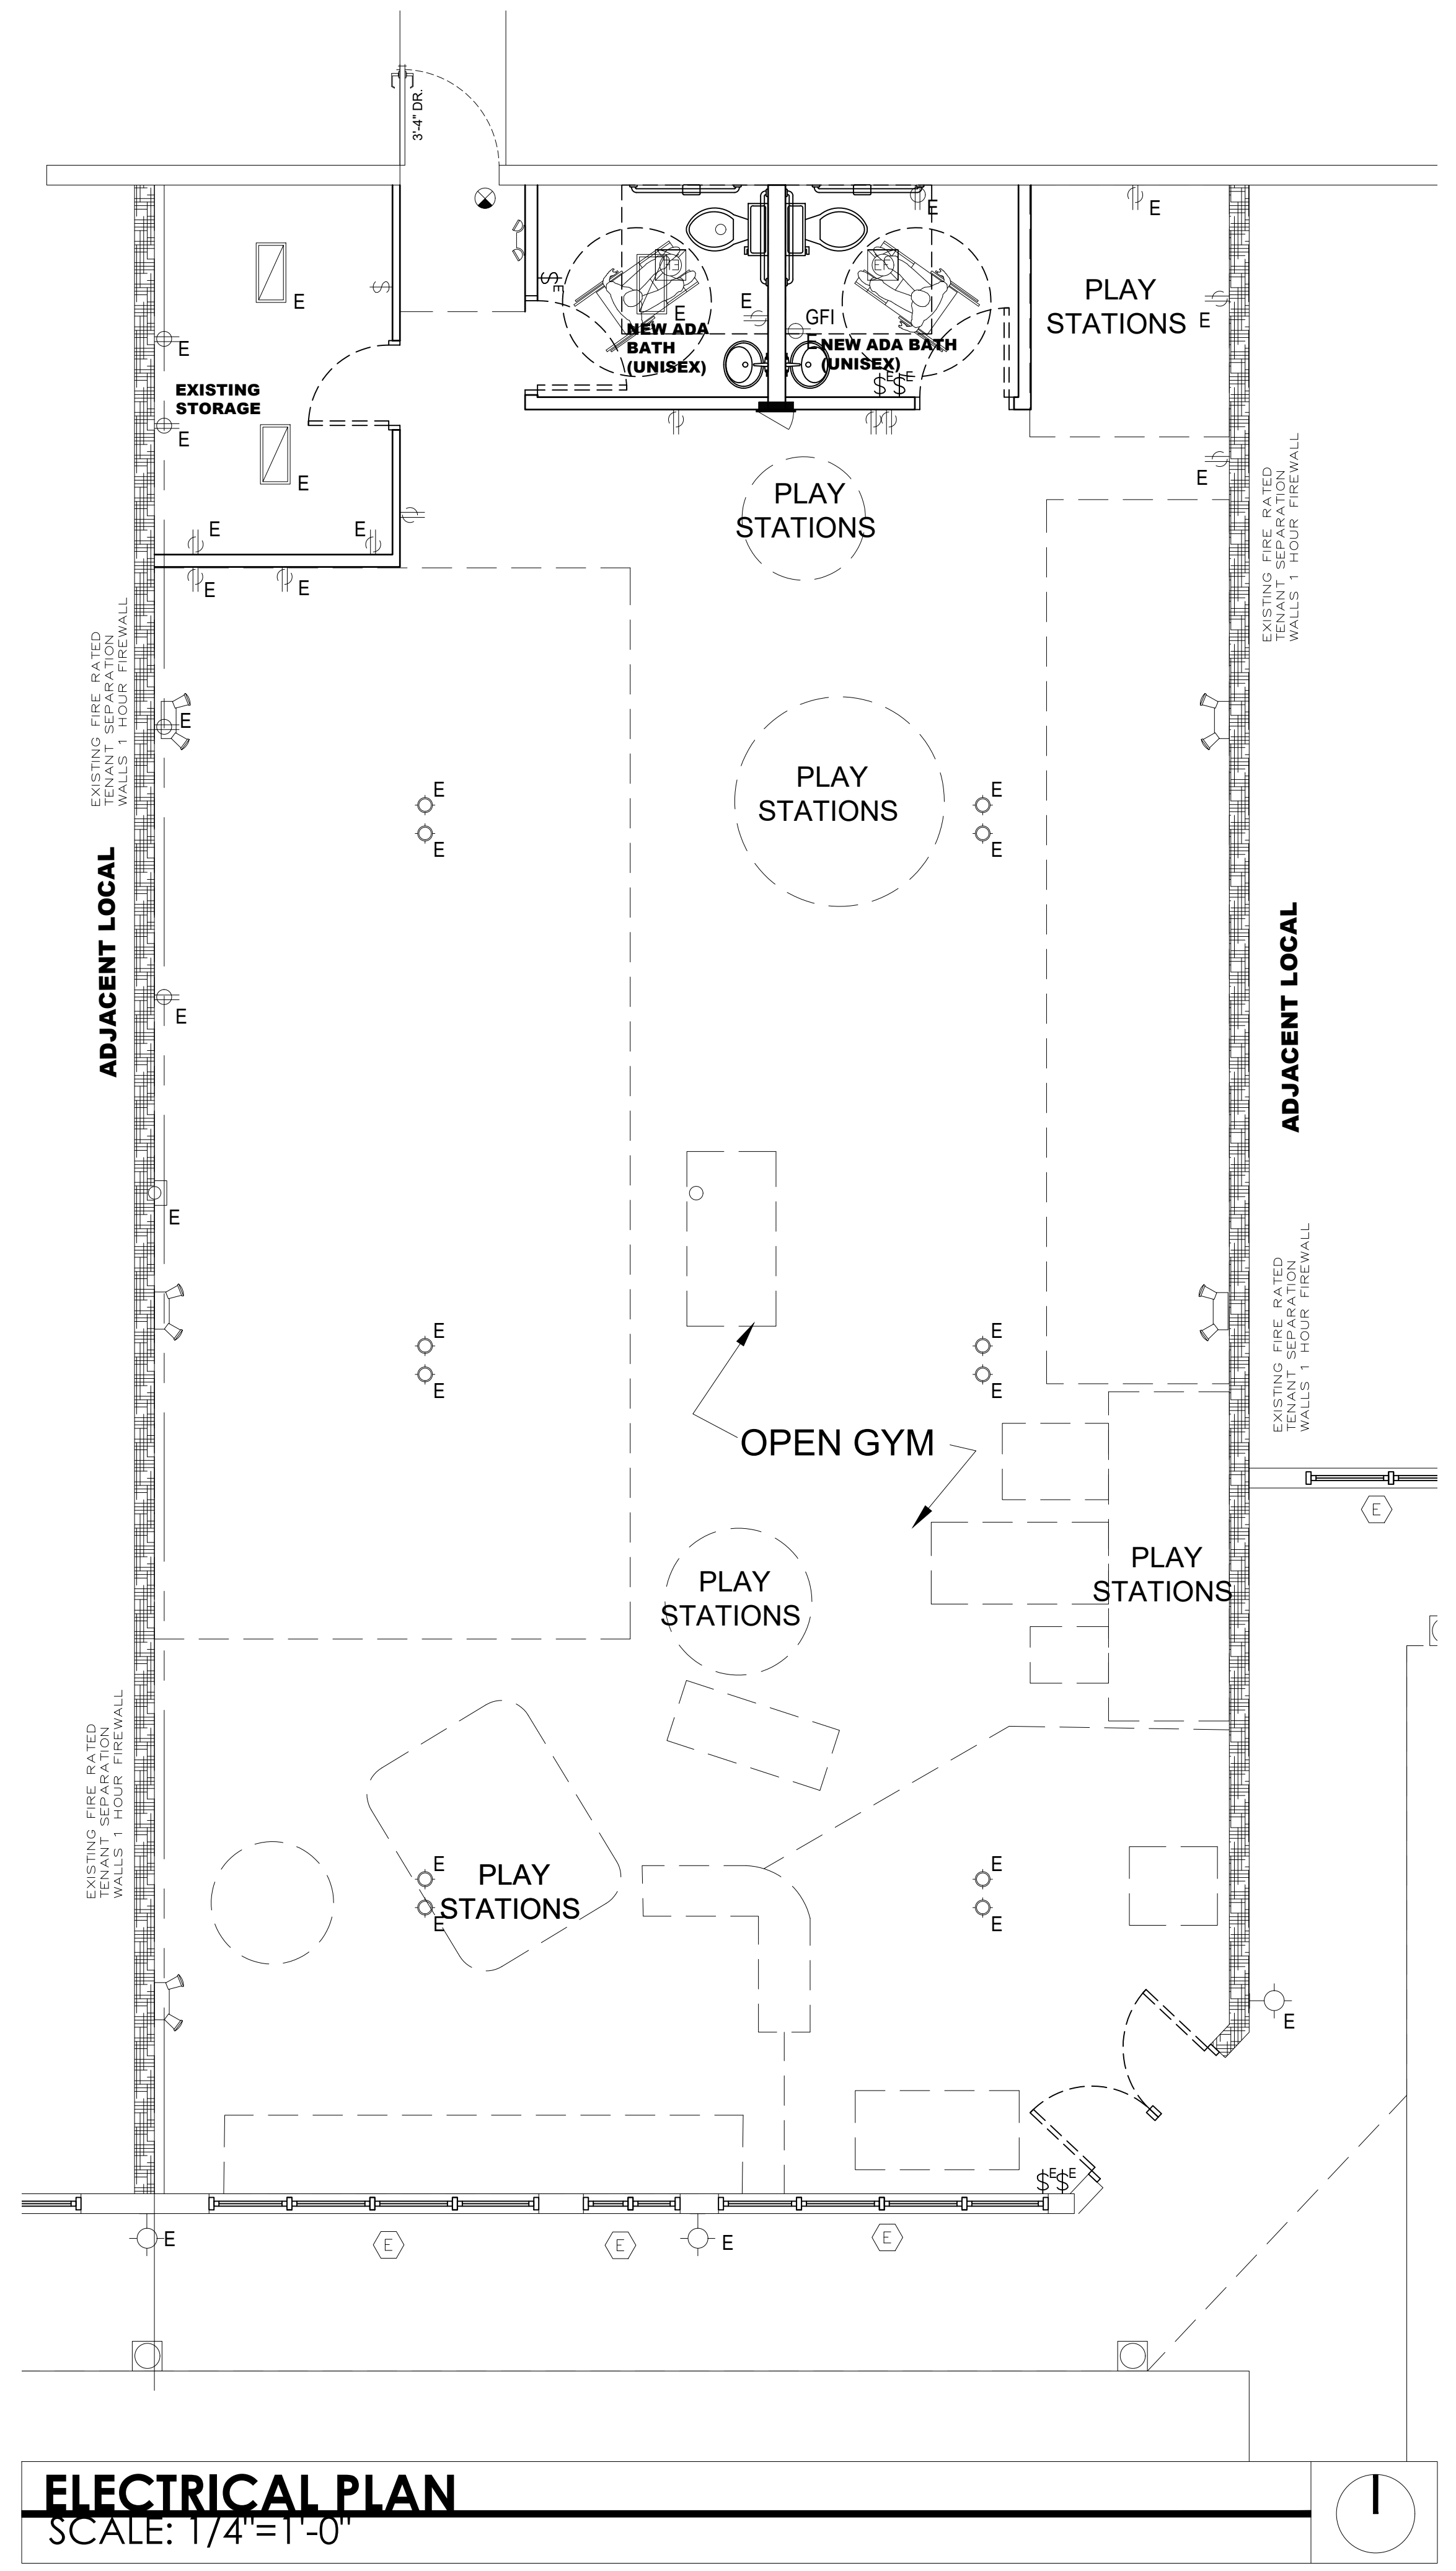 3'-4" DR.
E
E
PLAY
STATIONS
E
E
$
E
$
E
E
E
E
GFI
E
NEW ADA
BATH
(UNISEX)
NEW ADA BATH
(UNISEX)
$E$E
E
EXISTING
STORAGE
E
E
E
E
E
E
E
PLAY
STATIONS
EXISTING FIRE RATED
TENANT SEPARATION
WALLS 1 HOUR FIREWALL
EXISTING FIRE RATED
TENANT SEPARATION
WALLS 1 HOUR FIREWALL
E
PLAY
STATIONS
E
E
E
E
ADJACENT LOCAL
ADJACENT LOCAL
E
E
E
E
E
E
OPEN GYM
EXISTING FIRE RATED
TENANT SEPARATION
WALLS 1 HOUR FIREWALL
E
PLAY
STATIONS
PLAY
STATIONS
EXISTING FIRE RATED
TENANT SEPARATION
WALLS 1 HOUR FIREWALL
E
PLAY
STATIONS
E
E
E
E
$E$E
E
E
E
E
E
ELECTRICAL PLAN
SCALE: 1/4"=1'-0"